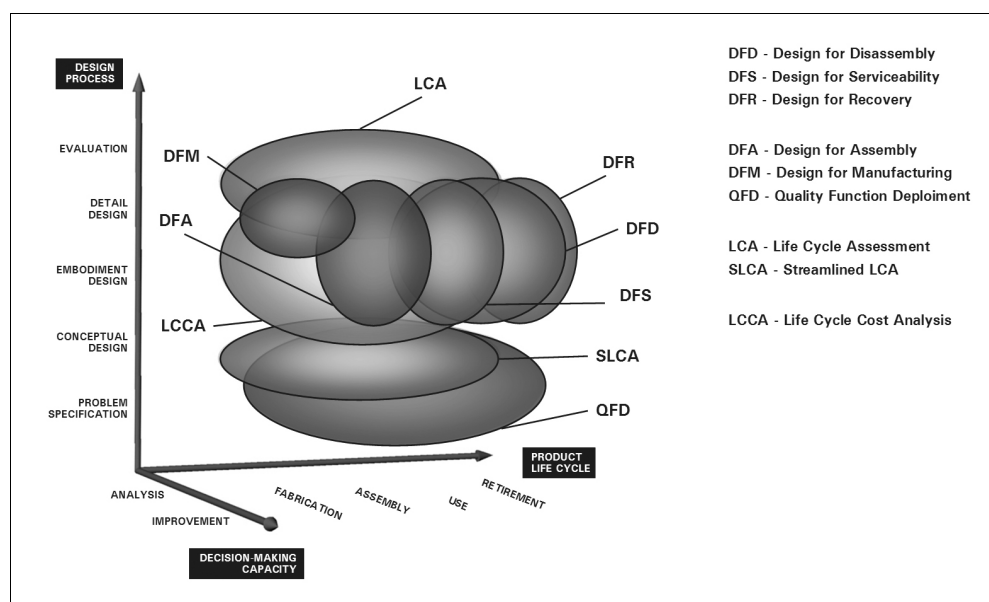 DESIGN
PROCESS
EVALUATION
DETAIL
DESIGN
EMBODIMENT
DESIGN
CONCEPTUAL
DESIGN
PROBLEM
SPECIFICATION
LCA
DFM
DFA
LCCA
DFR
DFD
DFS
SLCA
QFD
PRODUCT
LIFE CYCLE
ANALYSIS
IMPROVEMENT
FABRICATION
ASSEMBLY
USE
RETIREMENT
DECISION-MAKING
CAPACITY
DFD - Design for Disassembly
DFS - Design for Serviceability
DFR - Design for Recovery
DFA - Design for Assembly
DFM - Design for Manufacturing
QFD - Quality Function Deploiment
LCA - Life Cycle Assessment
SLCA - Streamlined LCA
LCCA - Life Cycle Cost Analysis